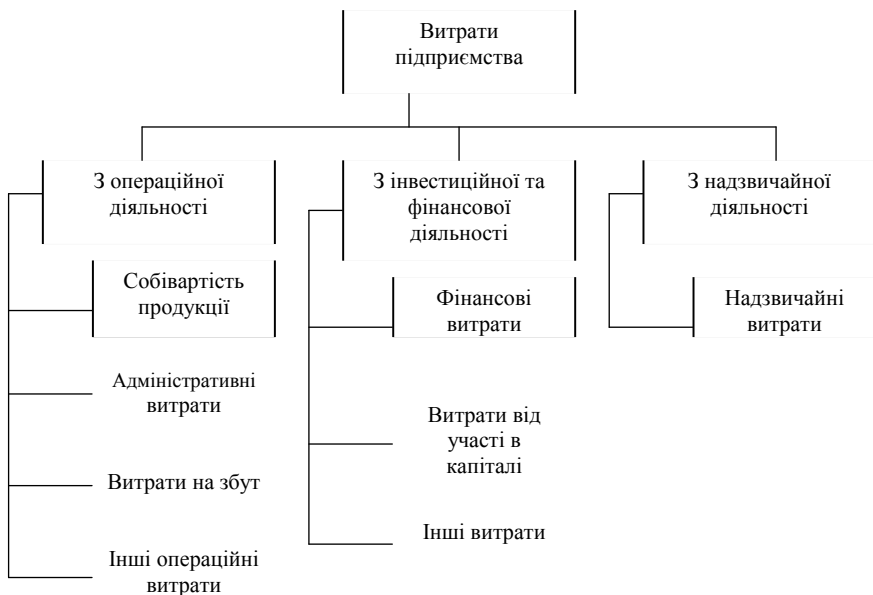 Витрати
підприємства
З операційної
діяльності
З інвестиційної та
фінансової
діяльності
З надзвичайної
діяльності
Собівартість
продукції
Адміністративні
витрати
Витрати на збут
Інші операційні
витрати
Фінансові
витрати
Витрати від
участі в
капіталі
Інші витрати
Надзвичайні
витрати